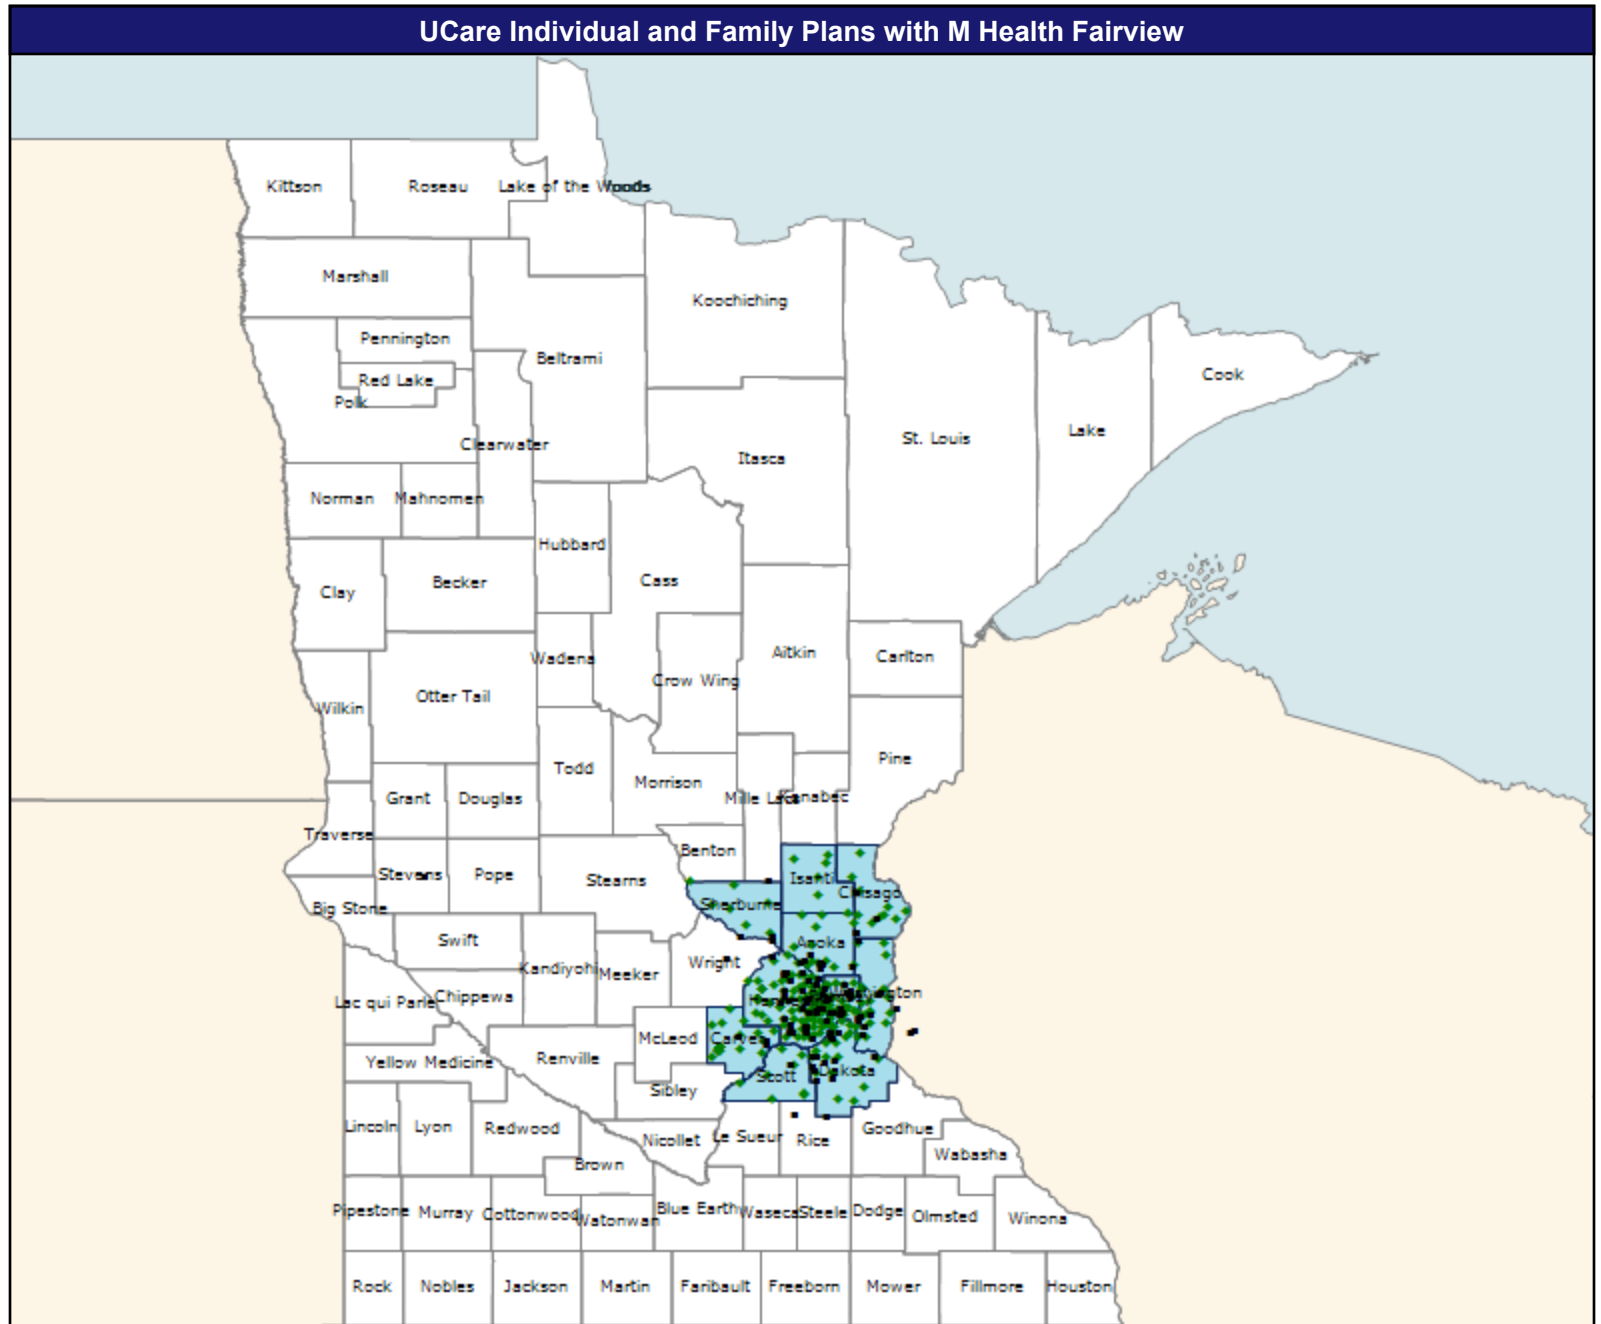 UCare Individual and Family Plans with M Health Fairview
Kittson
Roseau
Lake of the Woods
Marshall
Koochiching
Pennington
Beltrami
Red Lake
Polk
Cook
Clearwater
St. Louis
Lake
Itasca
Norman
Mahnomen
Hubbard
Cass
Clay
Becker
Wadena
Aitkin
Carlton
Crow Wing
Otter Tail
Wilkin
Todd
Pine
Morrison
Grant
Douglas
Mille Lacs
Kanabec
Traverse
Benton
Stevens
Pope
Stearns
Isanti
Chisago
Sherburne
Big Stone
Swift
Anoka
Kandiyohi
Meeker
Wright
Washington
Lac qui Parle
Chippewa
McLeod
Carver
Yellow Medicine
Renville
Scott
Dakota
Sibley
Lincoln
Lyon
Redwood
Nicollet
Le Sueur
Rice
Goodhue
Wabasha
Brown
Pipestone
Murray
Cottonwood
Watonwan
Blue Earth
Waseca
Steele
Dodge
Olmsted
Winona
Rock
Nobles
Jackson
Martin
Faribault
Freeborn
Mower
Fillmore
Houston